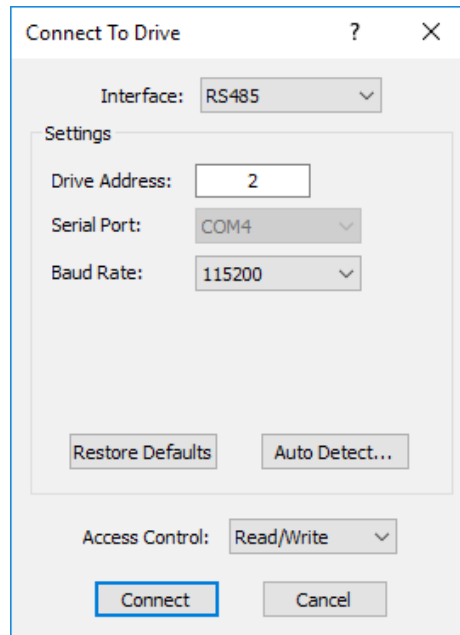 Connect To Drive ?
Interface: RS485
Settings
Drive Address: 2
Serial Port: COM4
Baud Rate: 115200
Restore Defaults Auto Detect...
Access Control: Read/Write
Connect Cancel